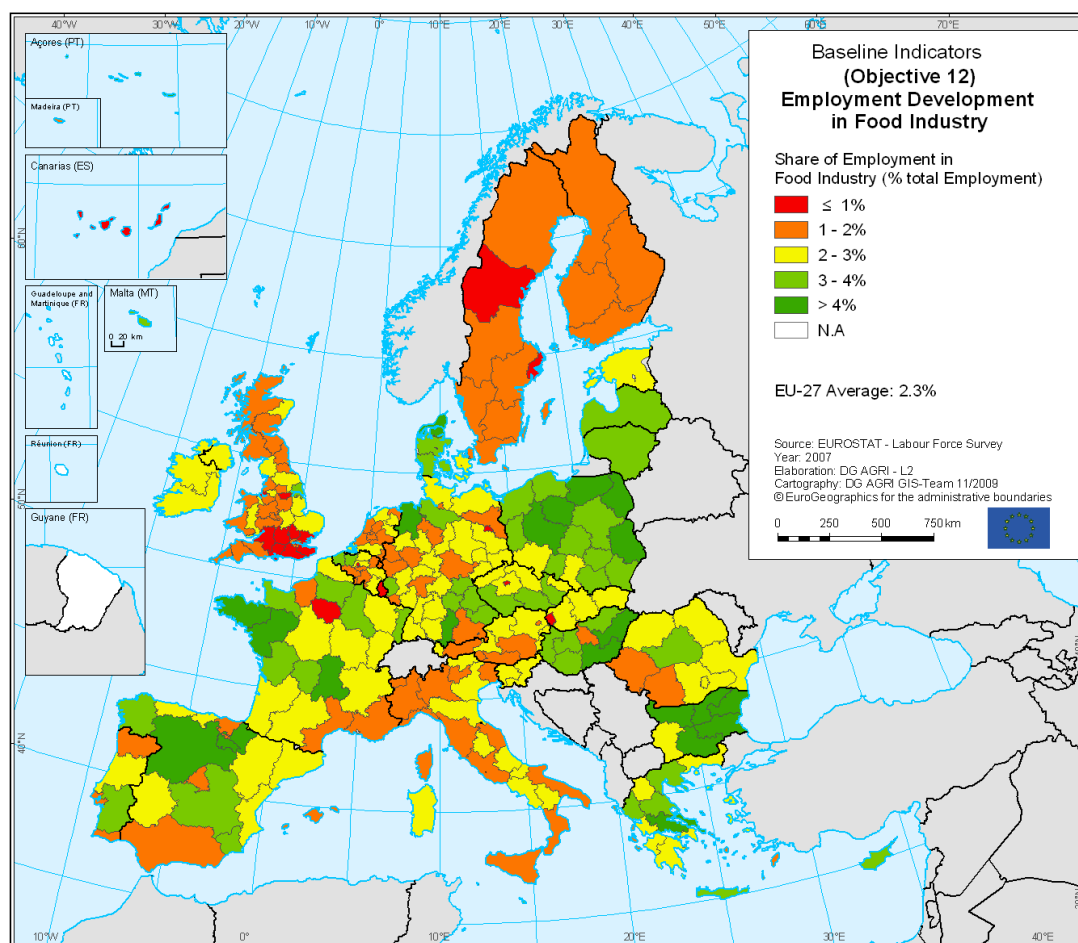 40°W
30°W
20°W
10°W
0°
10°E
20°E
30°E
40°E
50°E
60°E
70°E
Açores (PT)
Madeira (PT)
Canarias (ES)
Guadeloupe and
Martinique (FR)
Malta (MT)
0 20 km
Réunion (FR)
Guyane (FR)
60°N
50°N
40°N
Baseline Indicators
(Objective 12)
Employment Development
in Food Industry
Share of Employment in
Food Industry (% total Employment)
≤ 1%
1 - 2%
2 - 3%
3 - 4%
> 4%
N.A
EU-27 Average: 2.3%
Source: EUROSTAT - Labour Force Survey
Year: 2007
Elaboration: DG AGRI - L2
Cartography: DG AGRI GIS-Team 11/2009
© EuroGeographics for the administrative boundaries
0 250 500 750 km
10°W
0°
10°E
20°E
30°E
40°E